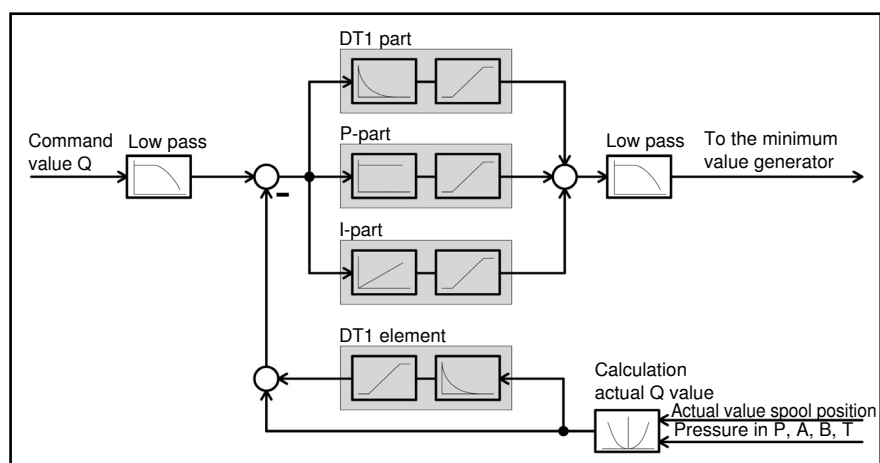 DT1 part
P-part
Command
value Q
Low pass
Low pass
To the minimum
value generator
-
I-part
DT1 element
Calculation
actual Q value
Actual value spool position
Pressure in P, A, B, T